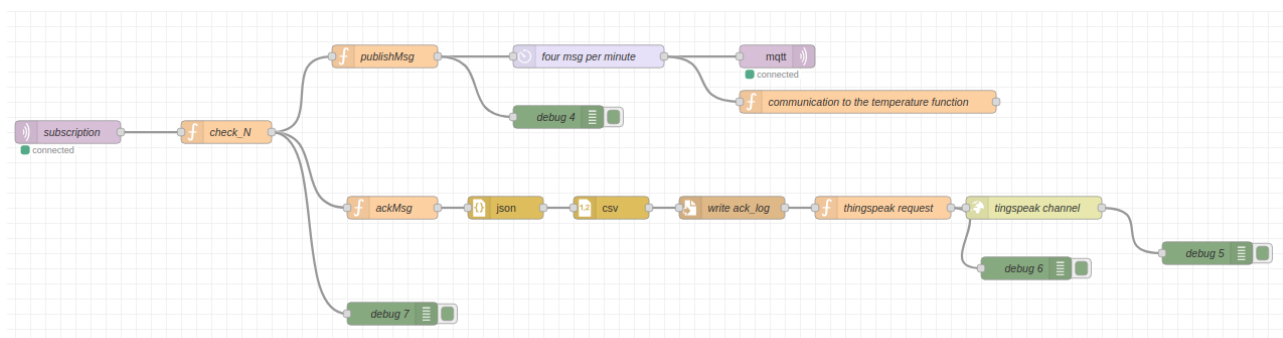 publishMsg
four msg per minute
mqtt
connected
communication to the temperature function
debug 4
subscription
connected
check_N
ackMsg
json
csv
write ack_log
thingspeak request
tingspeak channel
debug 5
debug 6
debug 7